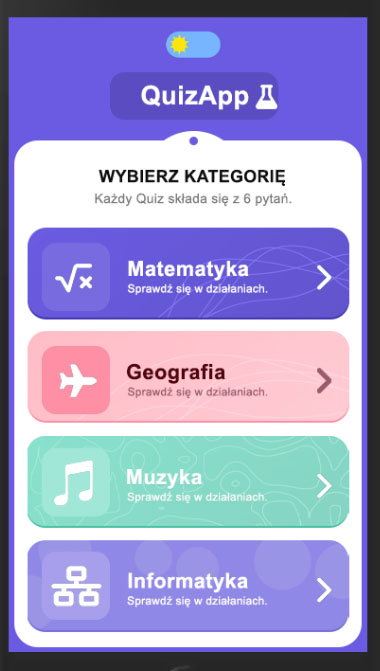 QuizApp
WYBIERZ KATEGORIĘ
Każdy Quiz składa się z 6 pytań.
Matematyka
Sprawdź się w działaniach.
Geografia
Sprawdź się w działaniach.
Muzyka
Sprawdź się w działaniach.
Informatyka
Sprawdź się w działaniach.